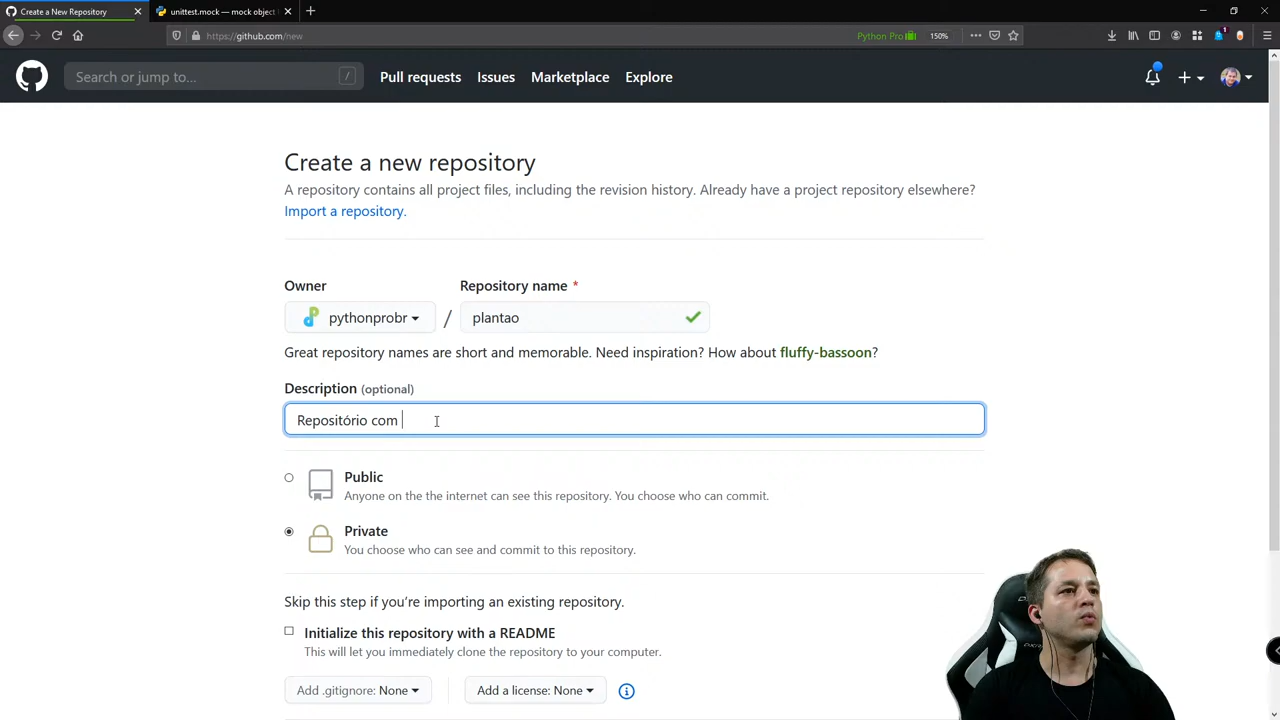 Create a New Repository
unittest.mock — mock object
https://github.com/new
Python Pro
150%
Search or jump to...
/
Pull requests
Issues
Marketplace
Explore
Create a new repository
A repository contains all project files, including the revision history. Already have a project repository elsewhere?
Import a repository.
Owner
Repository name *
pythonprobr
/
plantao
Great repository names are short and memorable. Need inspiration? How about fluffy-bassoon?
Description (optional)
Repositório com
Public
Anyone on the the internet can see this repository. You choose who can commit.
Private
You choose who can see and commit to this repository.
Skip this step if you’re importing an existing repository.
Initialize this repository with a README
This will let you immediately clone the repository to your computer.
Add .gitignore: None
Add a license: None